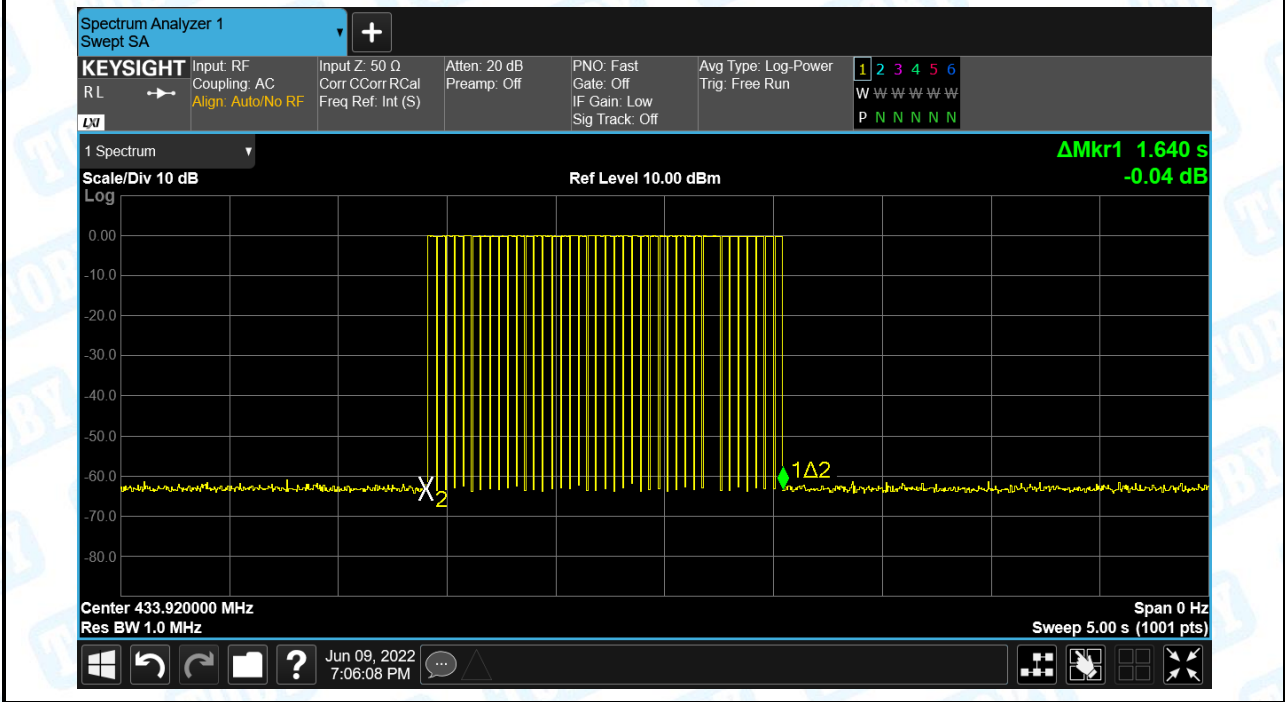 Spectrum Analyzer 1
Swept SA
+
KEYSIGHT
R L
LXI
Input: RF
Coupling: AC
Align: Auto/No RF
Input Z: 50 Ω
Corr CCorr RCal
Freq Ref: Int (S)
Atten: 20 dB
Preamp: Off
PNO: Fast
Gate: Off
IF Gain: Low
Sig Track: Off
Avg Type: Log-Power
Trig: Free Run
1 2 3 4 5 6
W W W W W W
P N N N N N
1 Spectrum
ΔMkr1 1.640 s
-0.04 dB
Scale/Div 10 dB
Ref Level 10.00 dBm
Log
0.00
-10.0
-20.0
-30.0
-40.0
-50.0
-60.0
-70.0
-80.0
X2
1Δ2
Center 433.920000 MHz
Res BW 1.0 MHz
Span 0 Hz
Sweep 5.00 s (1001 pts)
?
Jun 09, 2022
7:06:08 PM